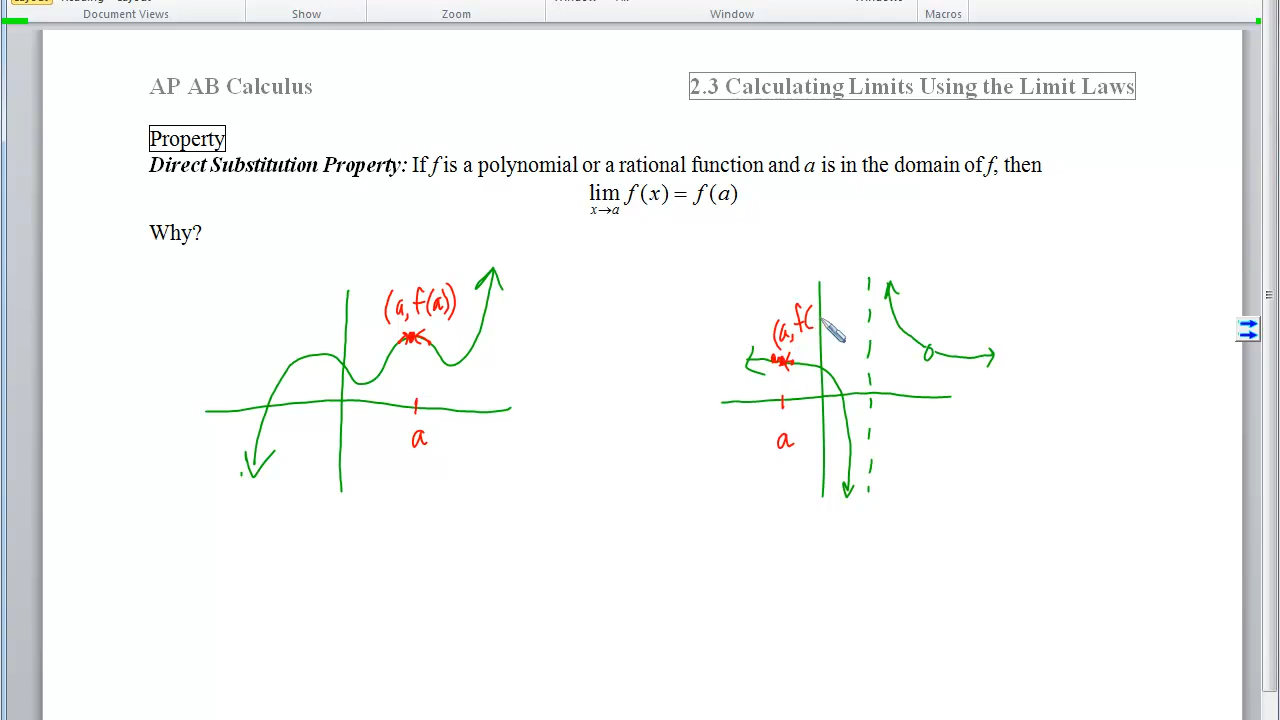 Document Views Show Zoom Window Macros
AP AB Calculus
2.3 Calculating Limits Using the Limit Laws
Property
Direct Substitution Property: If f is a polynomial or a rational function and a is in the domain of f, then
lim f(x) = f(a)
x→a
Why?
(a, f(a))
(a, f(
a
a